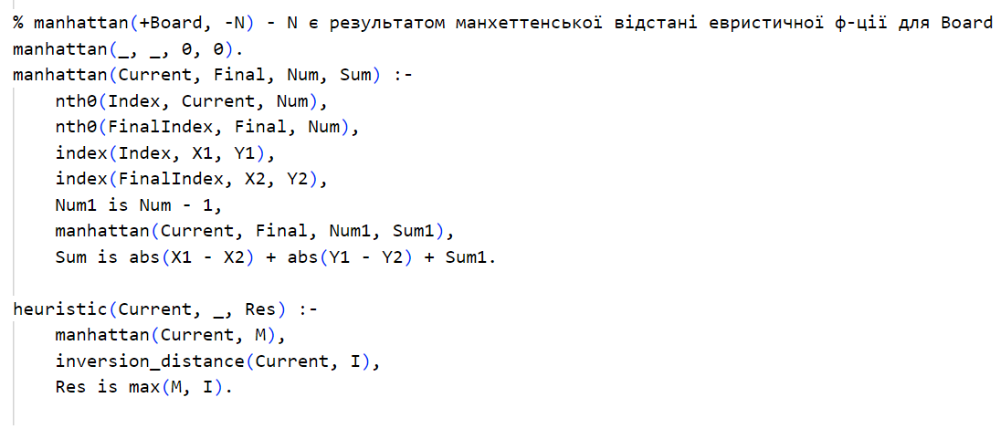 % manhattan(+Board, -N) - N є результатом манхеттенської відстані евристичної ф-ції для Board
manhattan(_, _, 0, 0).
manhattan(Current, Final, Num, Sum) :-
    nth0(Index, Current, Num),
    nth0(FinalIndex, Final, Num),
    index(Index, X1, Y1),
    index(FinalIndex, X2, Y2),
    Num1 is Num - 1,
    manhattan(Current, Final, Num1, Sum1),
    Sum is abs(X1 - X2) + abs(Y1 - Y2) + Sum1.

heuristic(Current, _, Res) :-
    manhattan(Current, M),
    inversion_distance(Current, I),
    Res is max(M, I).